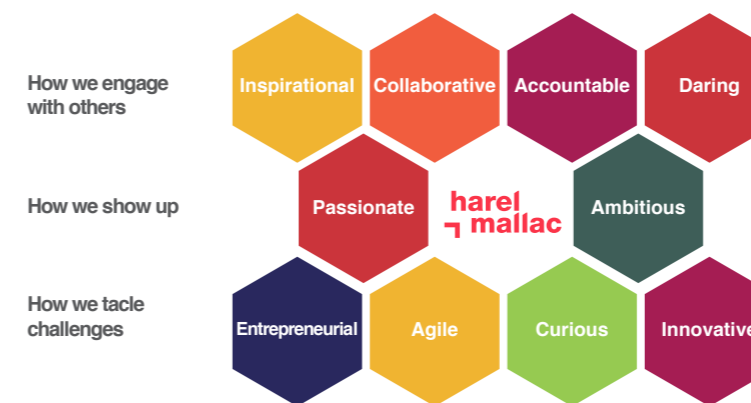 How we engage
with others
Inspirational
Collaborative
Accountable
Daring
How we show up
Passionate
harel
mallac
Ambitious
How we tacle
challenges
Entrepreneurial
Agile
Curious
Innovative